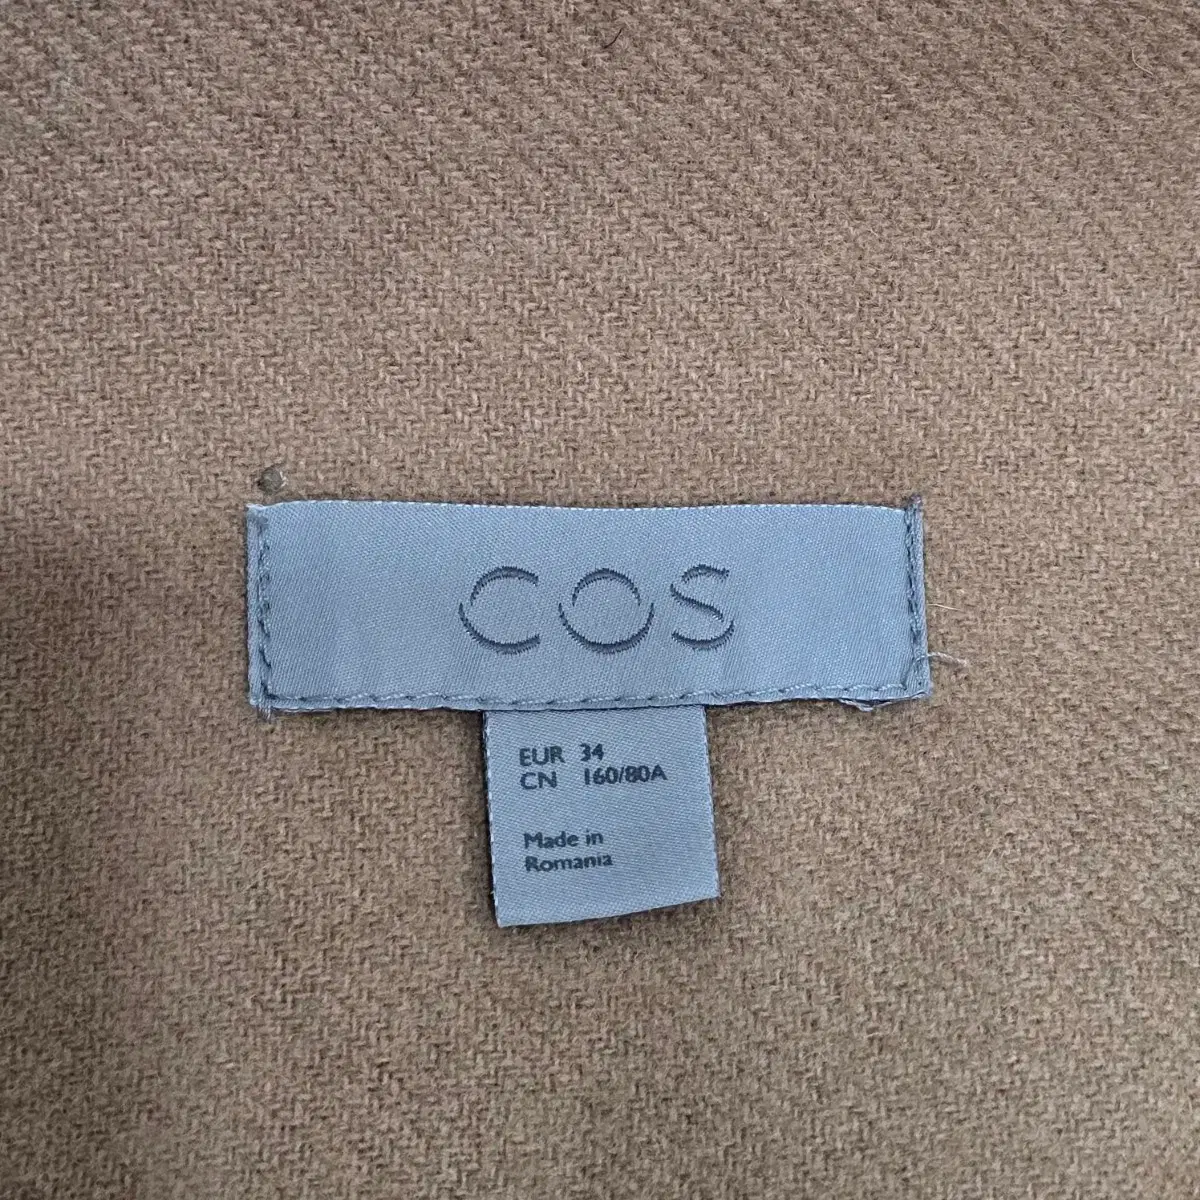 COS
EUR 34
CN 160/80A
Made in
Romania